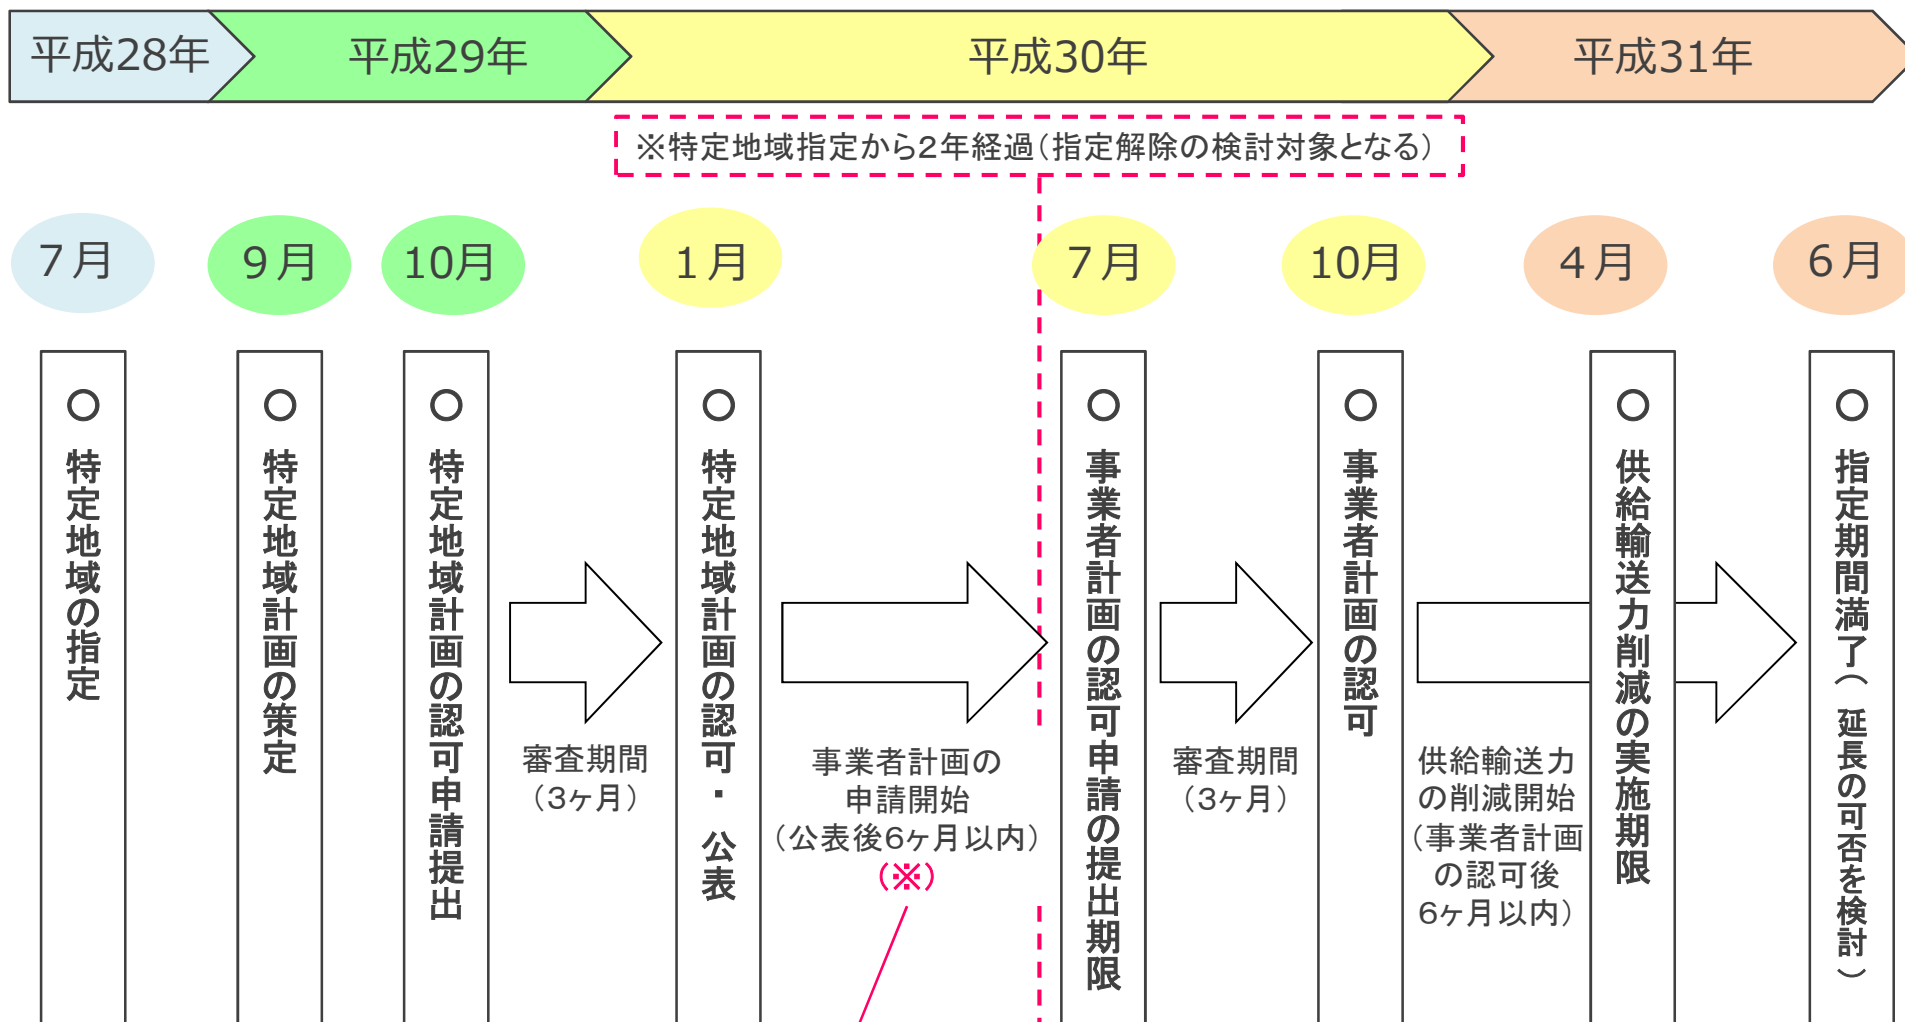 平成28年
平成29年
平成30年
平成31年
※特定地域指定から2年経過（指定解除の検討対象となる）
７月
９月
10月
１月
７月
10月
４月
６月
○ 特定地域の指定
○ 特定地域計画の策定
○ 特定地域計画の認可申請提出
審査期間
（3ヶ月）
○ 特定地域計画の認可・公表
事業者計画の
申請開始
（公表後6ヶ月以内）
（※）
○ 事業者計画の認可申請の提出期限
審査期間
（3ヶ月）
○ 事業者計画の認可
供給輸送力
の削減開始
（事業者計画
の認可後
6ヶ月以内）
○ 供給輸送力削減の実施期限
○ 指定期間満了（延長の可否を検討）